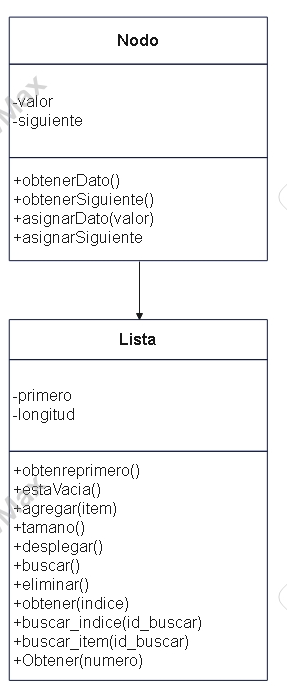 Nodo
-valor
-siguiente
+obtenerDato()
+obtenerSiguiente()
+asignarDato(valor)
+asignarSiguiente
Lista
-primero
-longitud
+obtenreprimero()
+estaVacia()
+agregar(item)
+tamano()
+desplegar()
+buscar()
+eliminar()
+obtener(indice)
+buscar_indice(id_buscar)
+buscar_item(id_buscar)
+Obtener(numero)